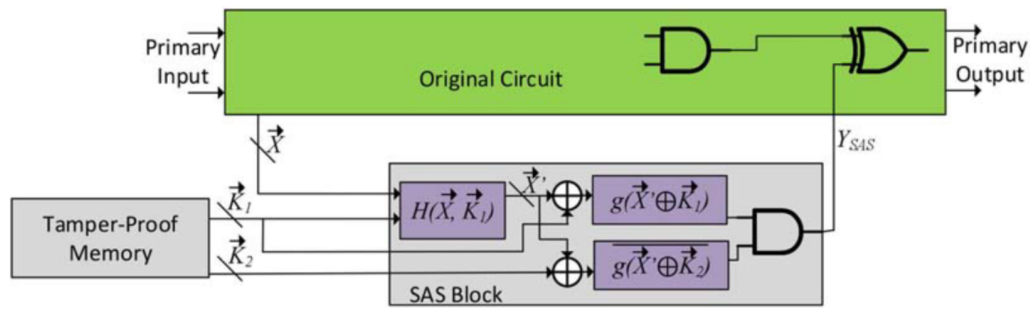 Primary
Input
Original Circuit
Primary
Output
X⃗
Y_SAS
Tamper-Proof
Memory
K⃗₁
K⃗₂
H(X⃗, K⃗₁)
X⃗'
g(X⃗'⊕K⃗₁)
g(X⃗'⊕K⃗₂)
SAS Block